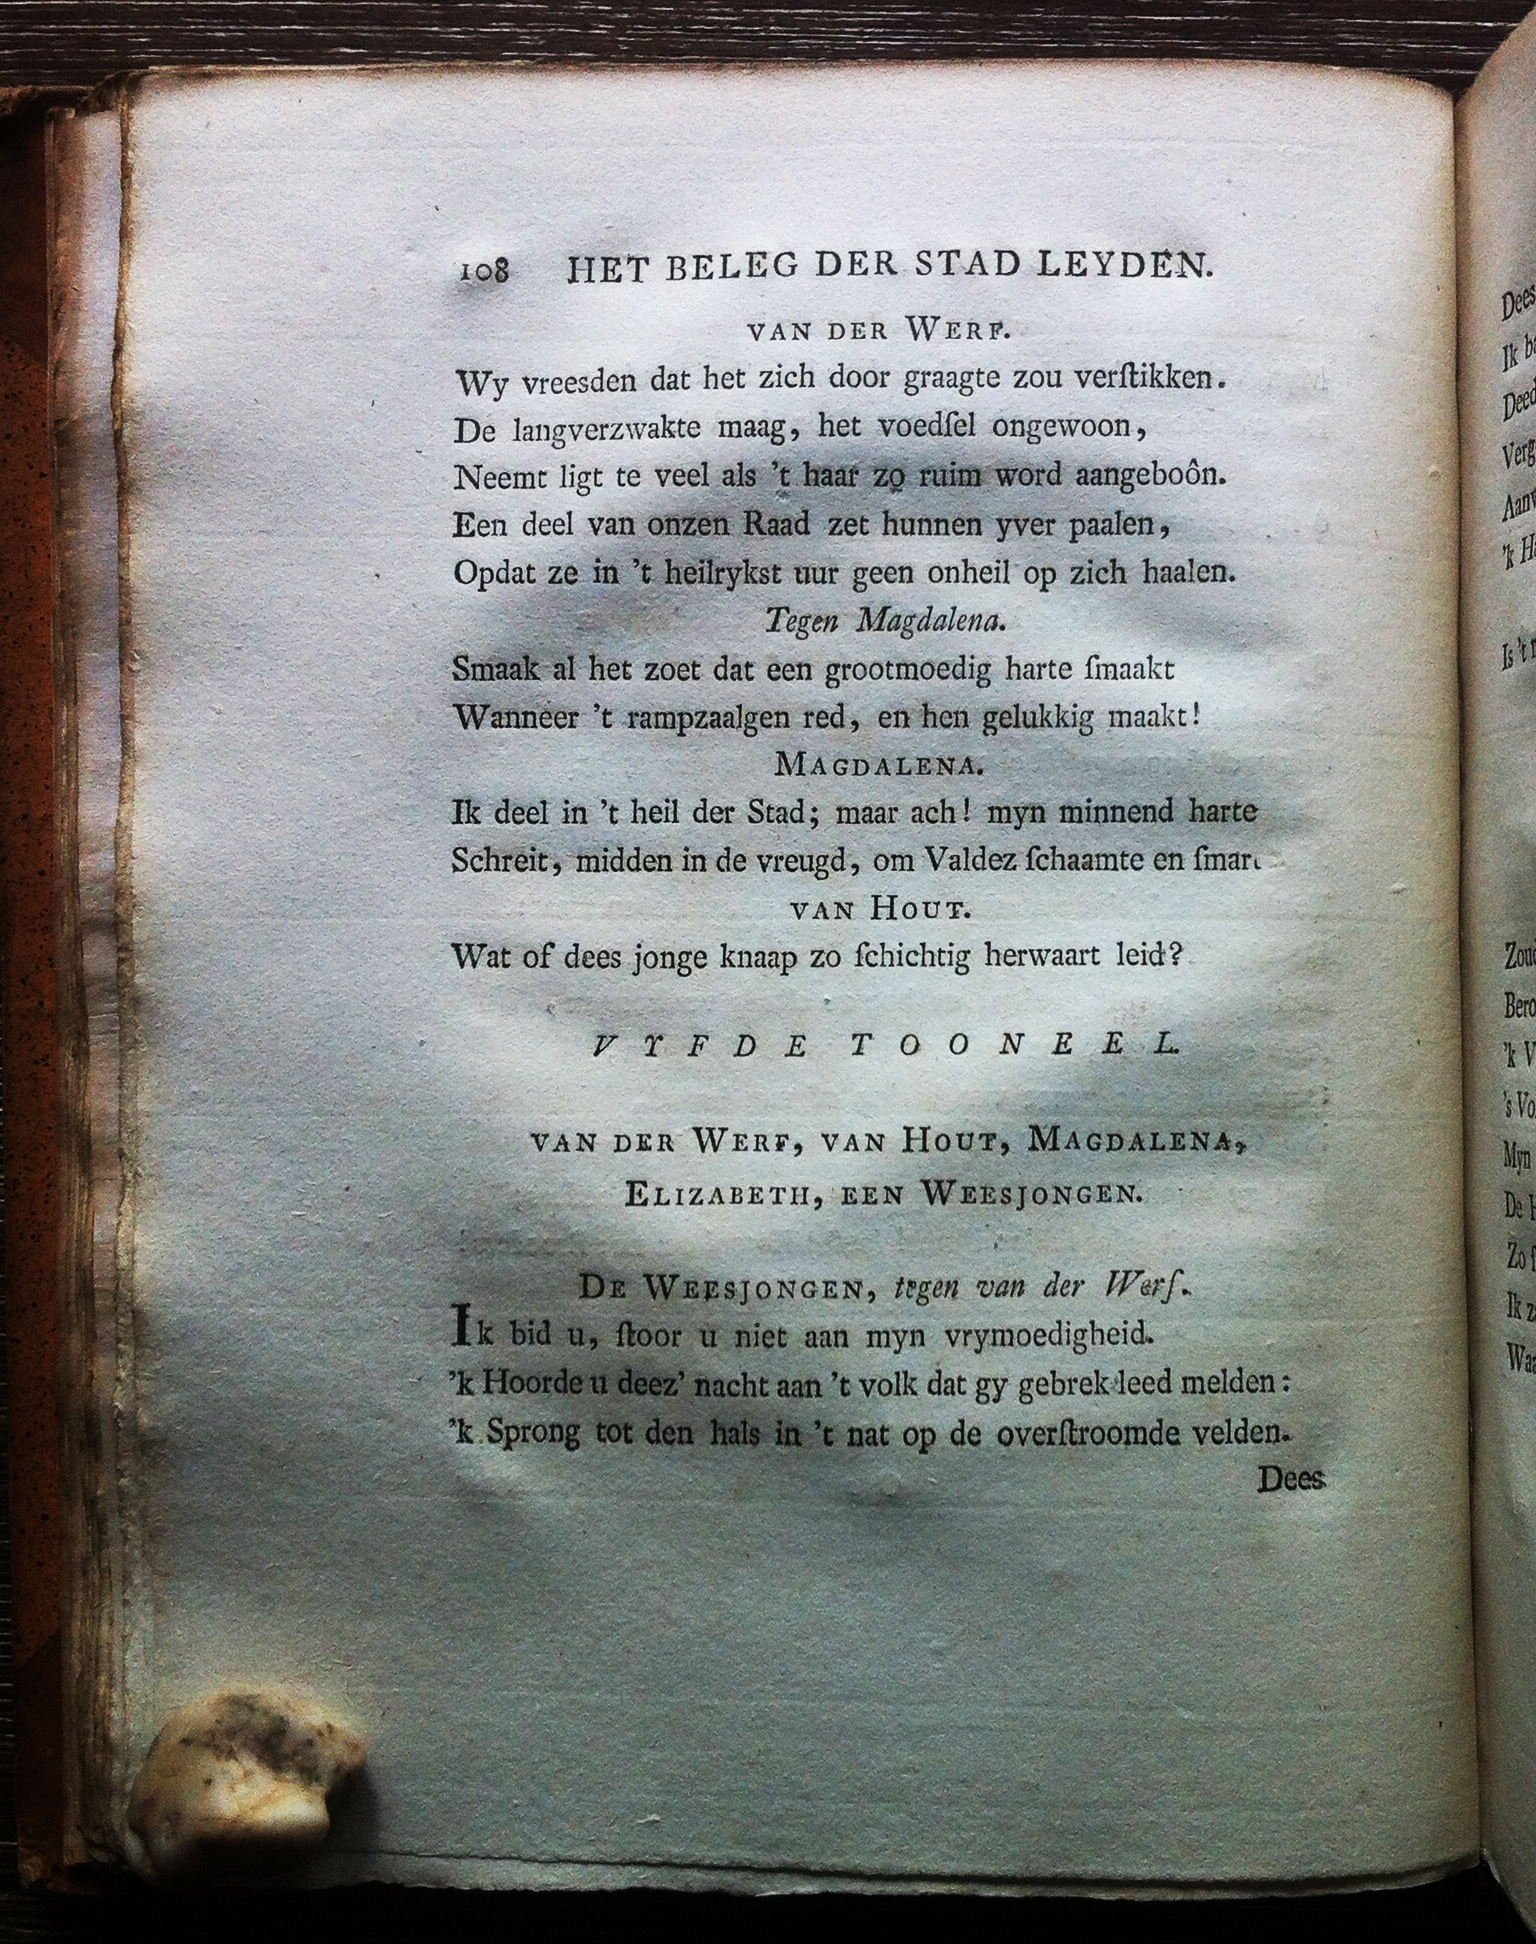 108 HET BELEG DER STAD LEYDEN.
VAN DER WERF.
Wy vreesden dat het zich door graagte zou verſtikken.
De langverzwakte maag, het voedſel ongewoon,
Neemt ligt te veel als 't haar zo ruim word aangeboôn.
Een deel van onzen Raad zet hunnen yver paalen,
Opdat ze in 't heilrykst uur geen onheil op zich haalen.
Tegen Magdalena.
Smaak al het zoet dat een grootmoedig harte ſmaakt
Wanneer 't rampzaalgen red, en hen gelukkig maakt!
MAGDALENA.
Ik deel in 't heil der Stad; maar ach! myn minnend harte
Schreit, midden in de vreugd, om Valdez ſchaamte en
VAN HOUT.
Wat of dees jonge knaap zo ſchichtig herwaart leid?
VYFDE TOONEEL
VAN DER WERF, VAN HOUT, MAGDALENA,
ELIZABETH, EEN WEESJONGEN.
DE WEESJONGEN, tegen van der Werf.
Ik bid u, ſtoor u niet aan myn vrymoedigheid.
'k Hoorde u deez' nacht aan 't volk dat gy gebrek leed melden:
'k Sprong tot den hals in 't nat op de overſtroomde velden.
Dees
Dees
Ik
Is 't
'k
's
Myn
De
Zo
Ik